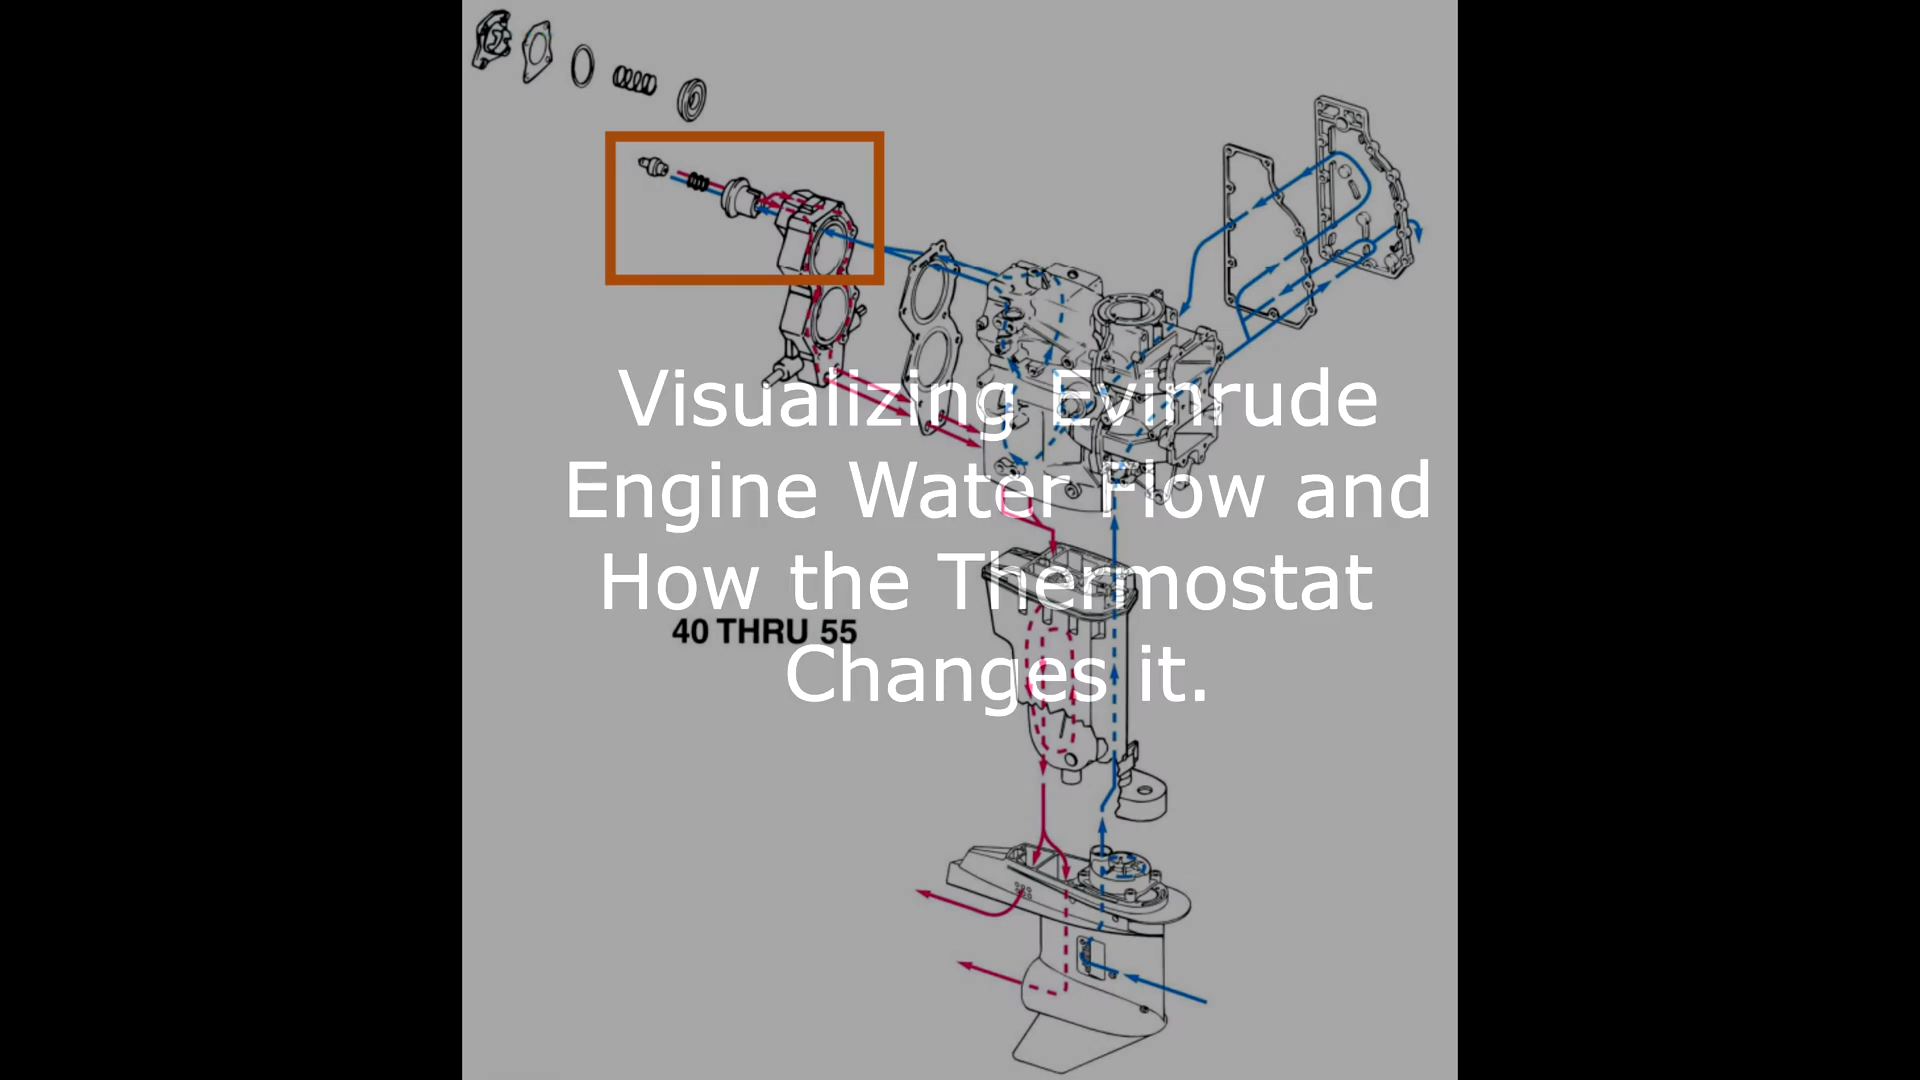 Visualizing Evinrude
Engine Water Flow and
How the Thermostat
40 THRU 55
Changes it.